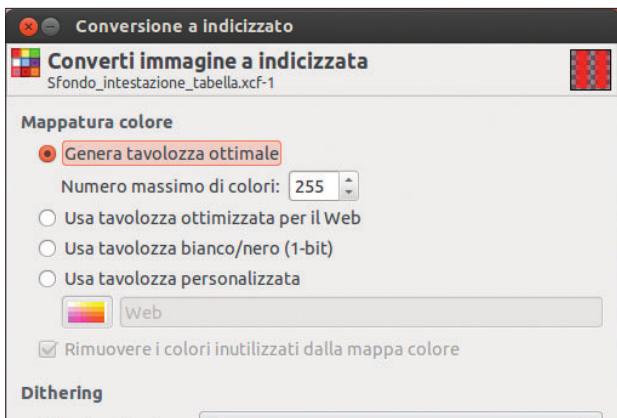 Conversione a indicizzato
Converti immagine a indicizzata
Sfondo_intestazione_tabella.xcf-1
Mappatura colore
Genera tavolozza ottimale
Numero massimo di colori: 255
Usa tavolozza ottimizzata per il Web
Usa tavolozza bianco/nero (1-bit)
Usa tavolozza personalizzata
Web
Rimuovere i colori inutilizzati dalla mappa colore
Dithering